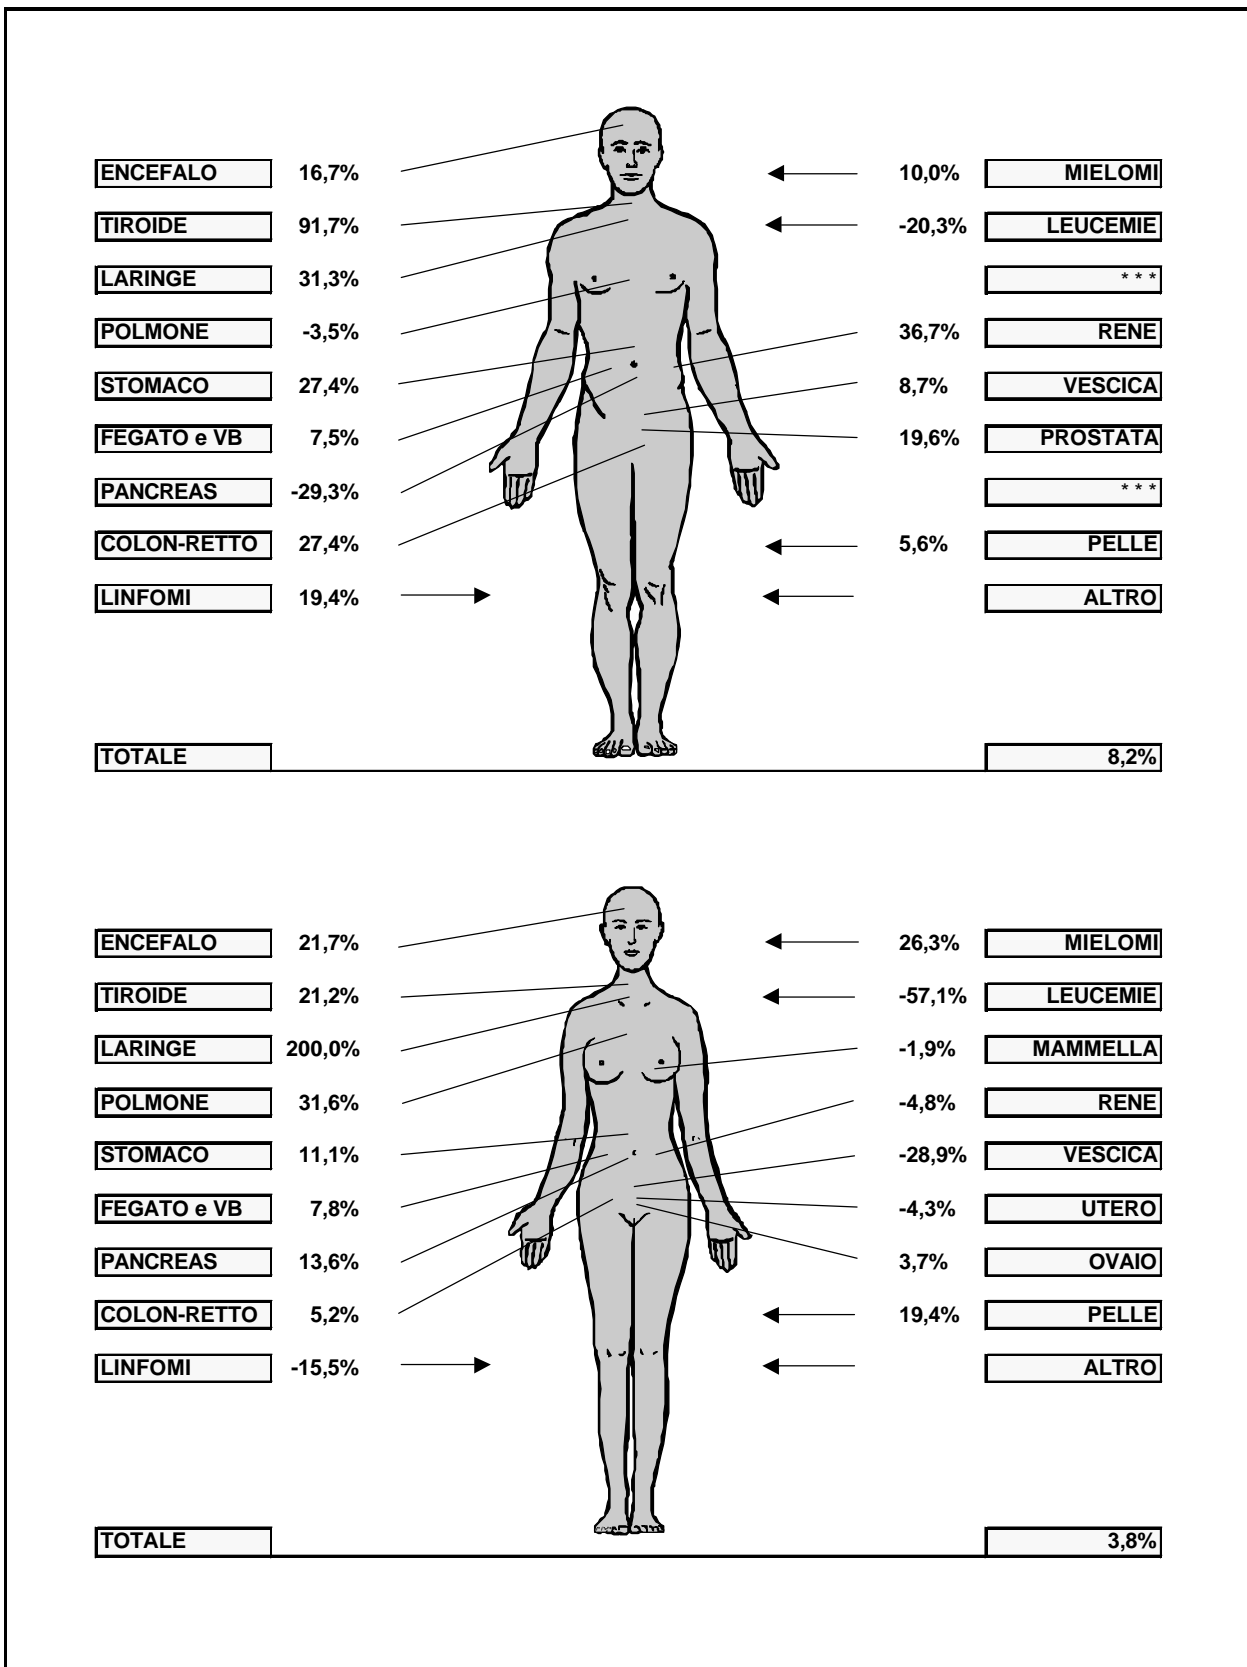 ENCEFALO 16,7% 10,0% MIELOMI
TIROIDE 91,7% -20,3% LEUCEMIE
LARINGE 31,3% * * *
POLMONE -3,5% 36,7% RENE
STOMACO 27,4% 8,7% VESCICA
FEGATO e VB 7,5% 19,6% PROSTATA
PANCREAS -29,3% * * *
COLON-RETTO 27,4% 5,6% PELLE
LINFOMI 19,4% ALTRO
TOTALE 8,2%
ENCEFALO 21,7% 26,3% MIELOMI
TIROIDE 21,2% -57,1% LEUCEMIE
LARINGE 200,0% -1,9% MAMMELLA
POLMONE 31,6% -4,8% RENE
STOMACO 11,1% -28,9% VESCICA
FEGATO e VB 7,8% -4,3% UTERO
PANCREAS 13,6% 3,7% OVAIO
COLON-RETTO 5,2% 19,4% PELLE
LINFOMI -15,5% ALTRO
TOTALE 3,8%